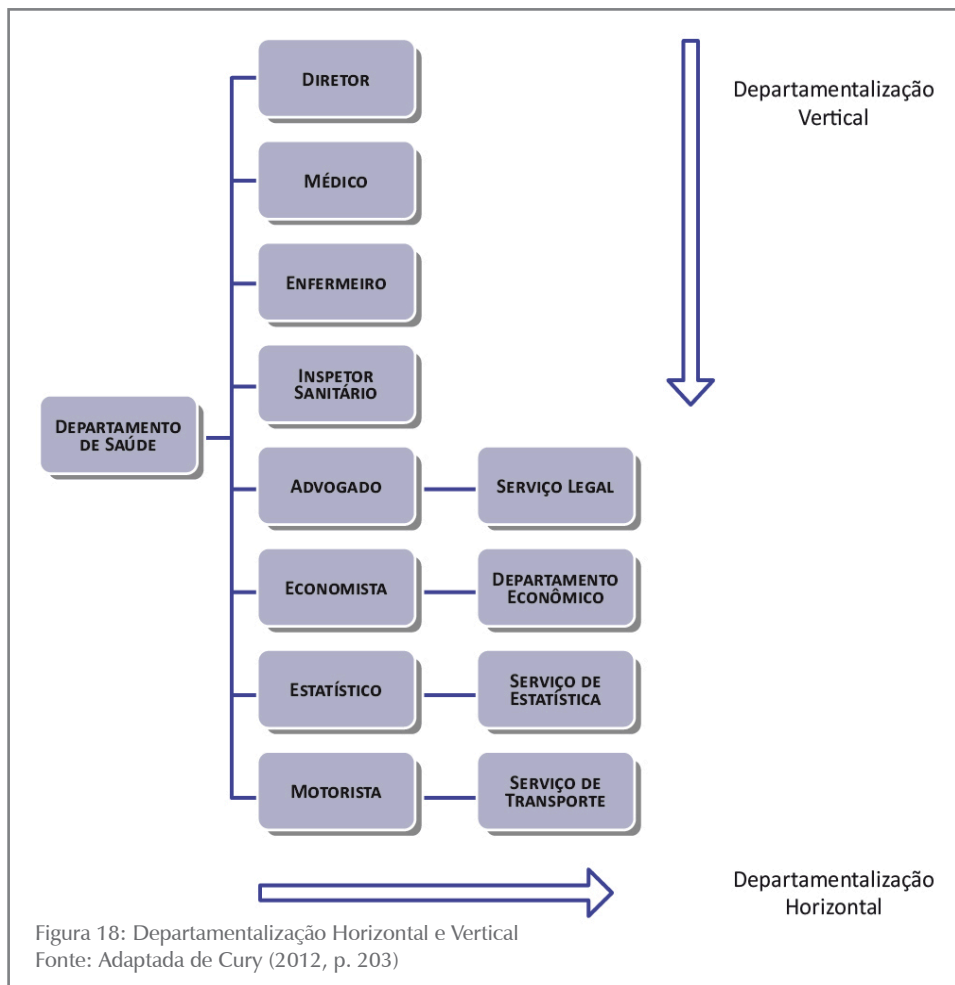 DIRETOR
Departamentalização
Vertical
MÉDICO
ENFERMEIRO
INSPETOR
SANITÁRIO
DEPARTAMENTO
DE SAÚDE
ADVOGADO
SERVIÇO LEGAL
ECONOMISTA
DEPARTAMENTO
ECONÔMICO
ESTATÍSTICO
SERVIÇO DE
ESTATÍSTICA
MOTORISTA
SERVIÇO DE
TRANSPORTE
Departamentalização
Horizontal
Figura 18: Departamentalização Horizontal e Vertical
Fonte: Adaptada de Cury (2012, p. 203)